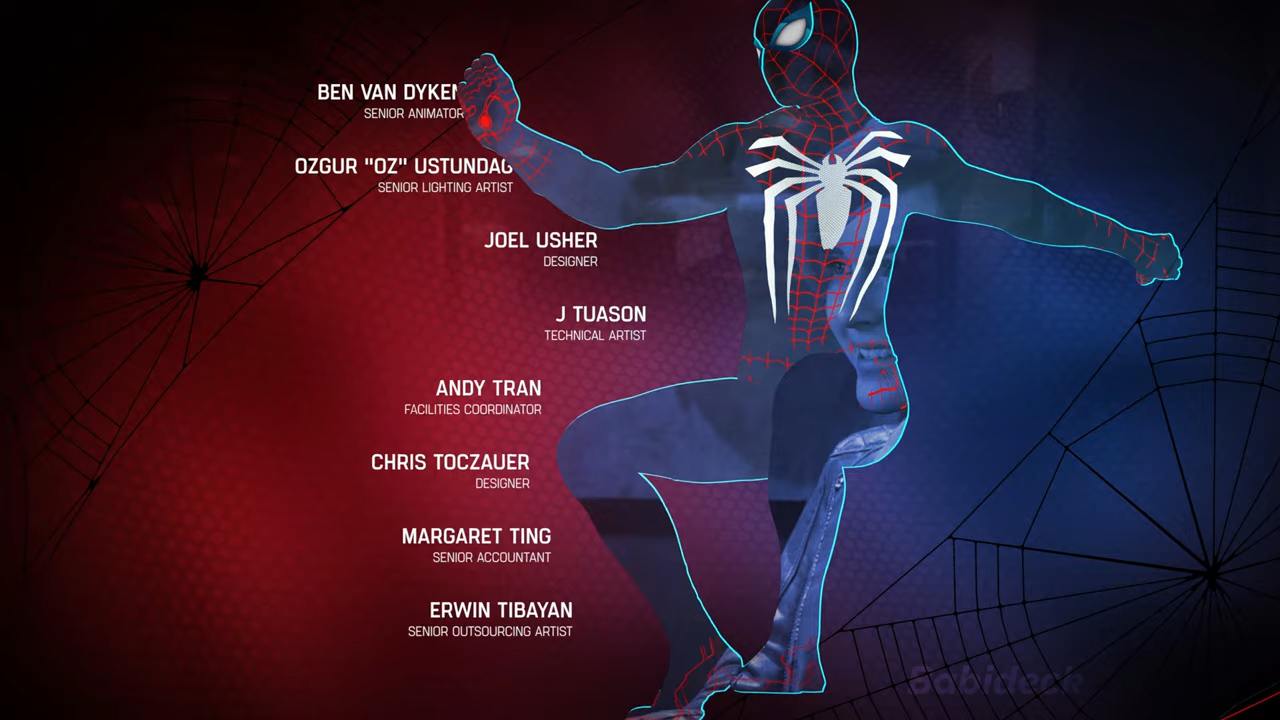 BEN VAN DYKEN
SENIOR ANIMATOR
OZGUR "OZ" USTUNDAG
SENIOR LIGHTING ARTIST
JOEL USHER
DESIGNER
J TUASON
TECHNICAL ARTIST
ANDY TRAN
FACILITIES COORDINATOR
CHRIS TOCZAUER
DESIGNER
MARGARET TING
SENIOR ACCOUNTANT
ERWIN TIBAYAN
SENIOR OUTSOURCING ARTIST